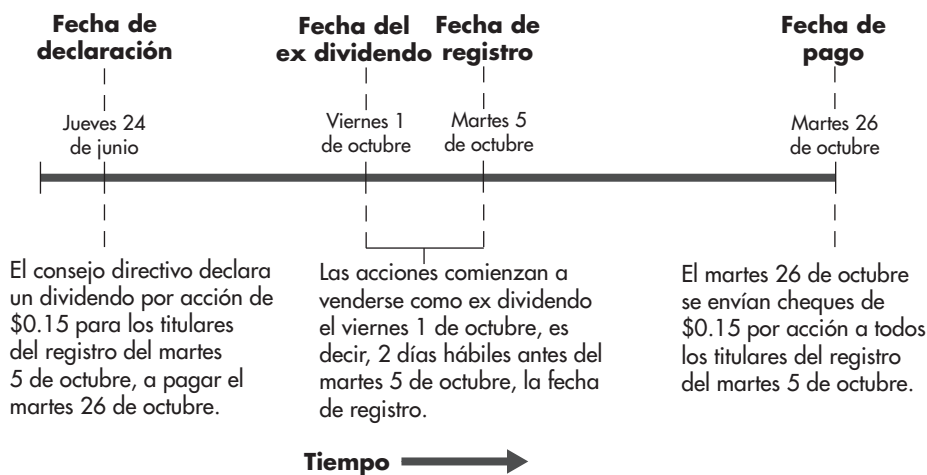 Fecha de
declaración
Fecha del
ex dividendo
Fecha de
registro
Fecha de
pago
Jueves 24
de junio
Viernes 1
de octubre
Martes 5
de octubre
Martes 26
de octubre
El consejo directivo declara
un dividendo por acción de
$0.15 para los titulares
del registro del martes
5 de octubre, a pagar el
martes 26 de octubre.
Las acciones comienzan a
venderse como ex dividendo
el viernes 1 de octubre, es
decir, 2 días hábiles antes del
martes 5 de octubre, la fecha
de registro.
El martes 26 de octubre
se envían cheques de
$0.15 por acción a todos
los titulares del registro
del martes 5 de octubre.
Tiempo